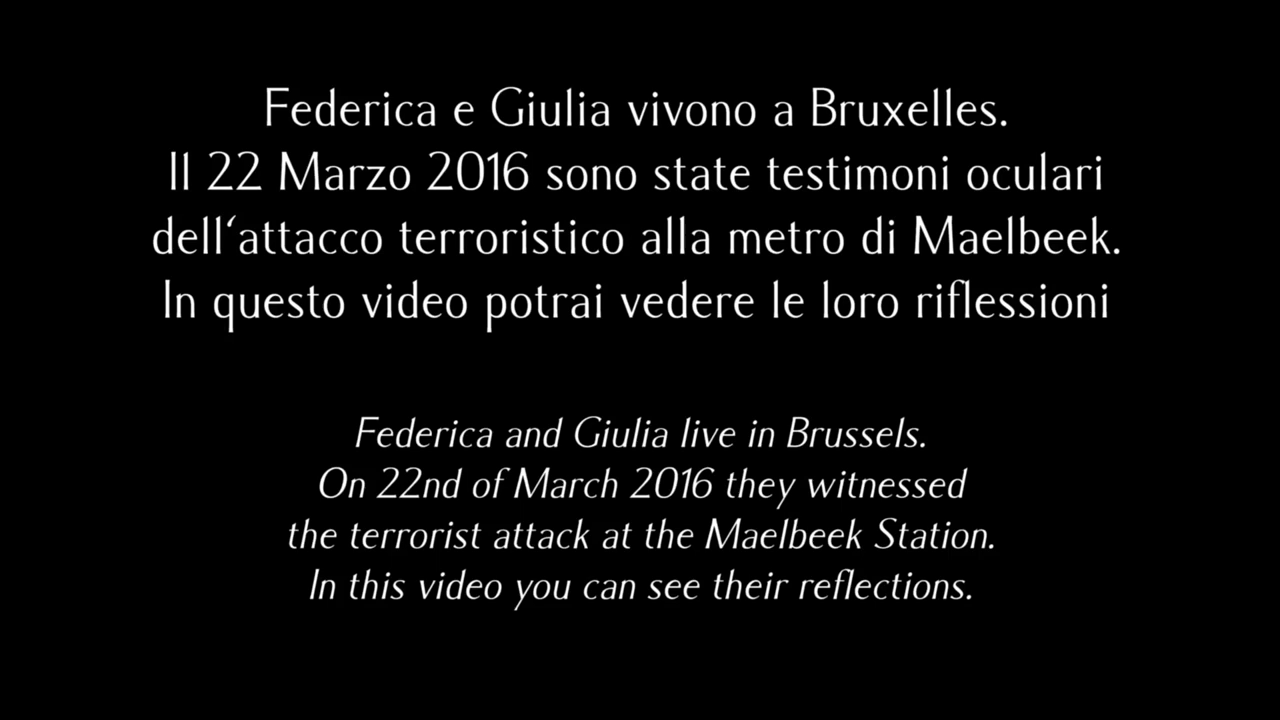 Federica e Giulia vivono a Bruxelles.
Il 22 Marzo 2016 sono state testimoni oculari
dell‘attacco terroristico alla metro di Maelbeek.
In questo video potrai vedere le loro riflessioni
Federica and Giulia live in Brussels.
On 22nd of March 2016 they witnessed
the terrorist attack at the Maelbeek Station.
In this video you can see their reflections.